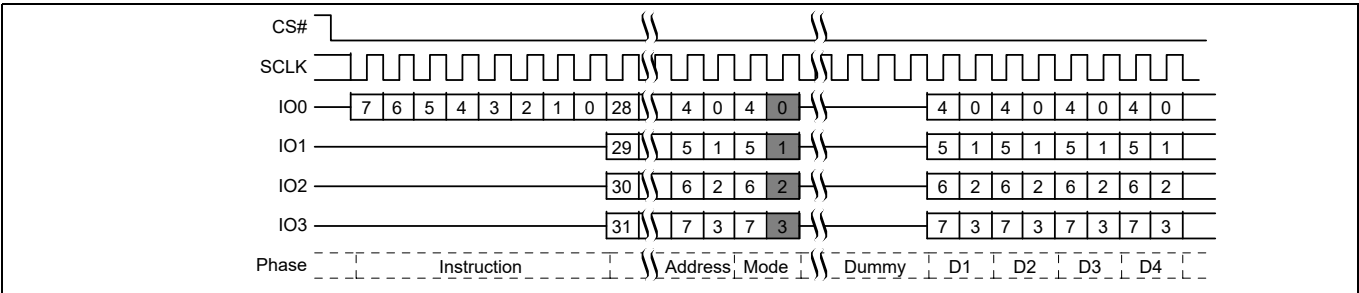 CS#
SCLK
IO0 7 6 5 4 3 2 1 0 28 4 0 4 0 4 0 4 0 4 0 4 0
IO1 29 5 1 5 1 5 1 5 1 5 1 5 1
IO2 30 6 2 6 2 6 2 6 2 6 2 6 2
IO3 31 7 3 7 3 7 3 7 3 7 3 7 3
Phase Instruction Address Mode Dummy D1 D2 D3 D4